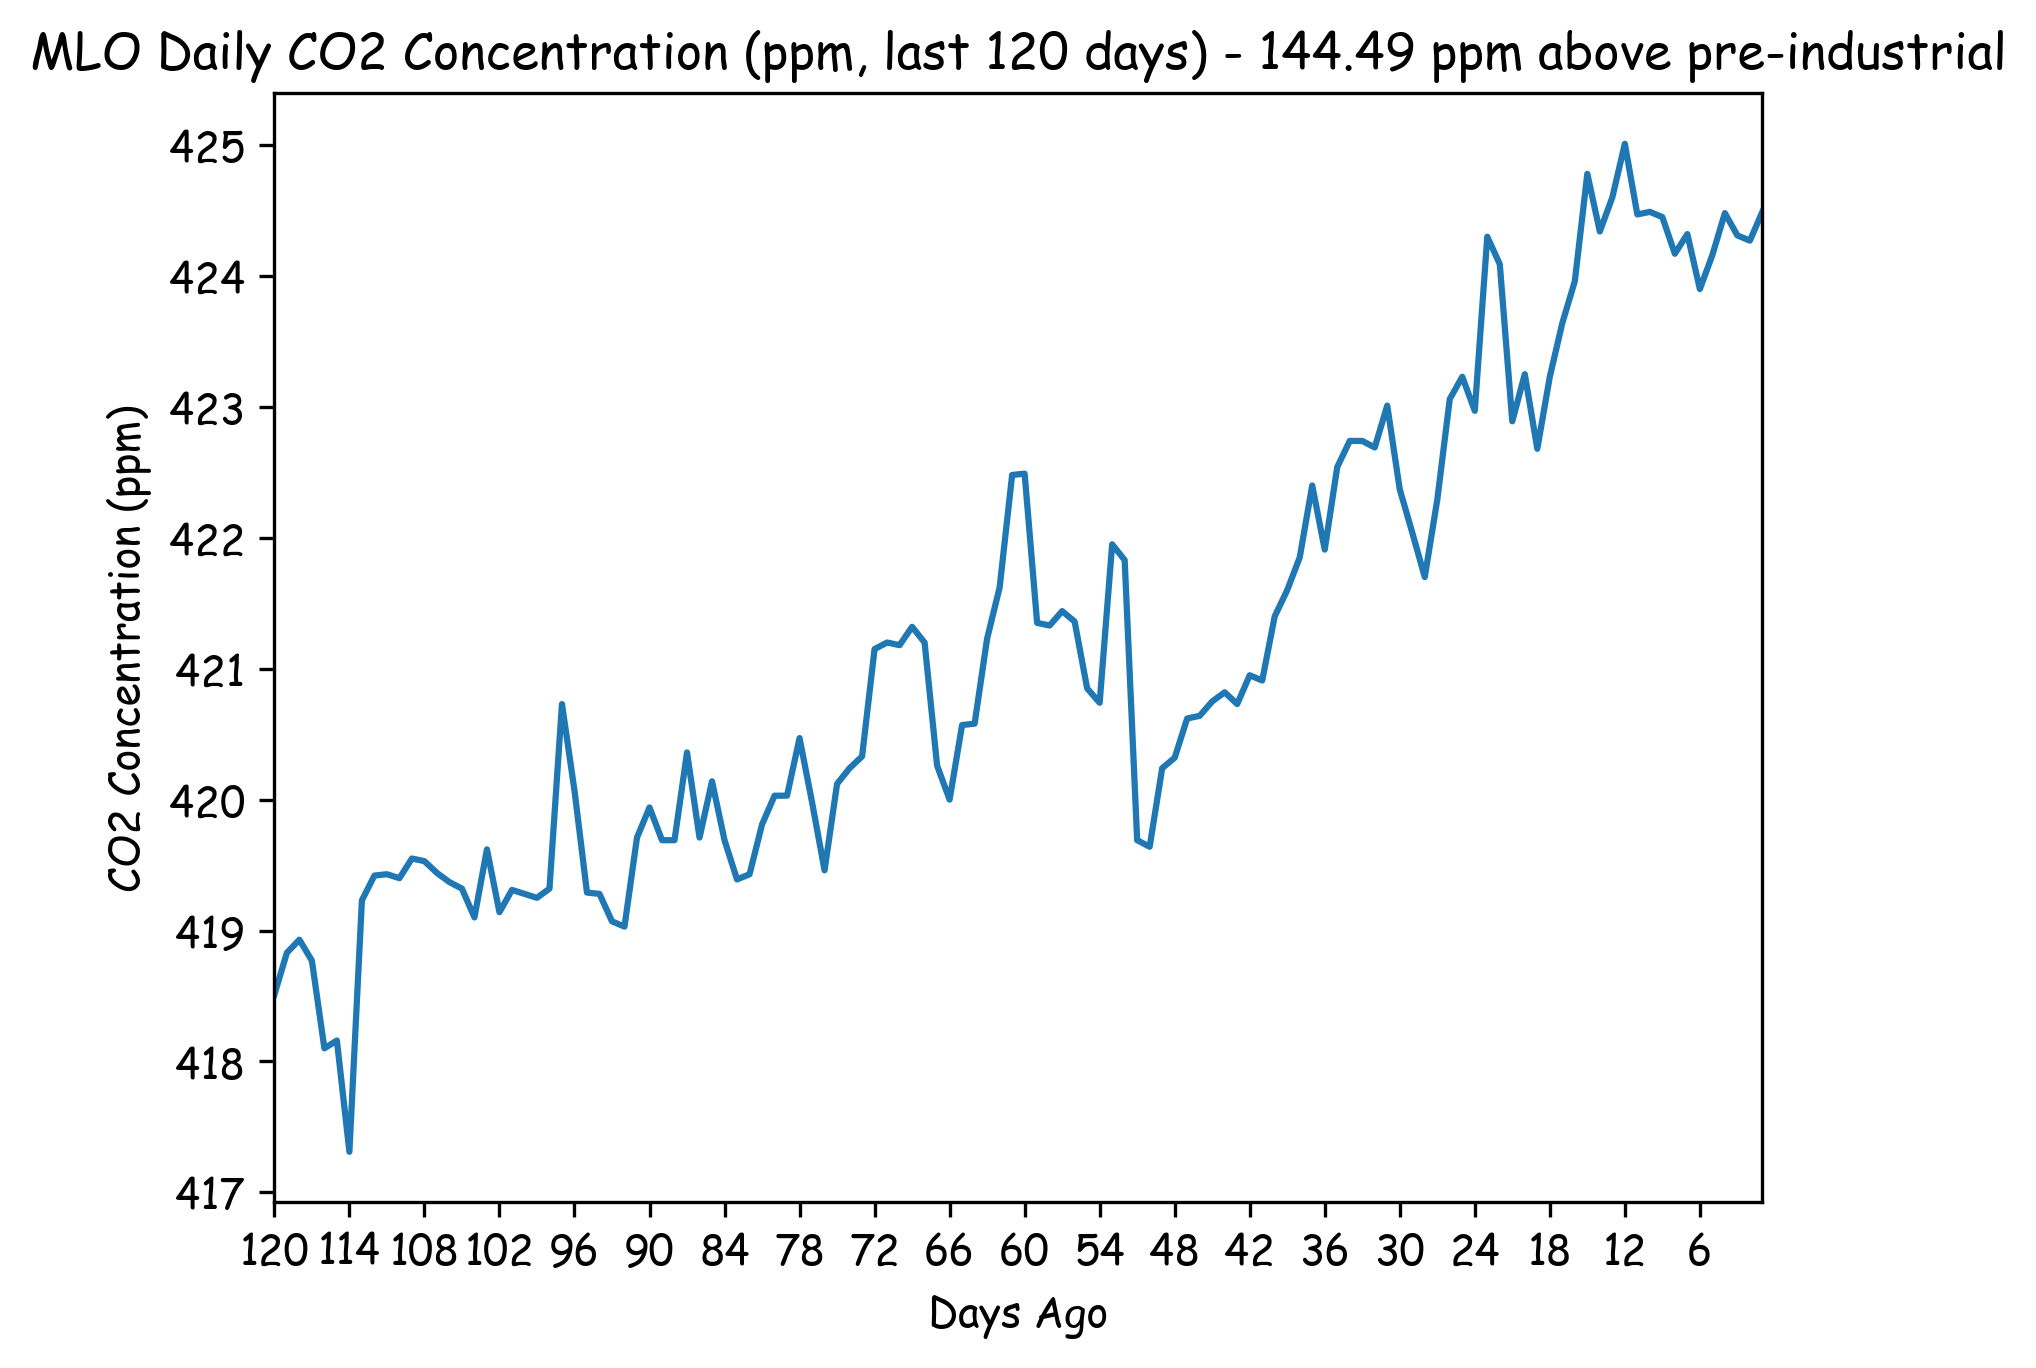 MLO Daily CO2 Concentration (ppm, last 120 days) - 144.49 ppm above pre-industrial
425
424
423
422
421
420
419
418
417
CO2 Concentration (ppm)
120 114 108 102 96 90 84 78 72 66 60 54 48 42 36 30 24 18 12 6
Days Ago